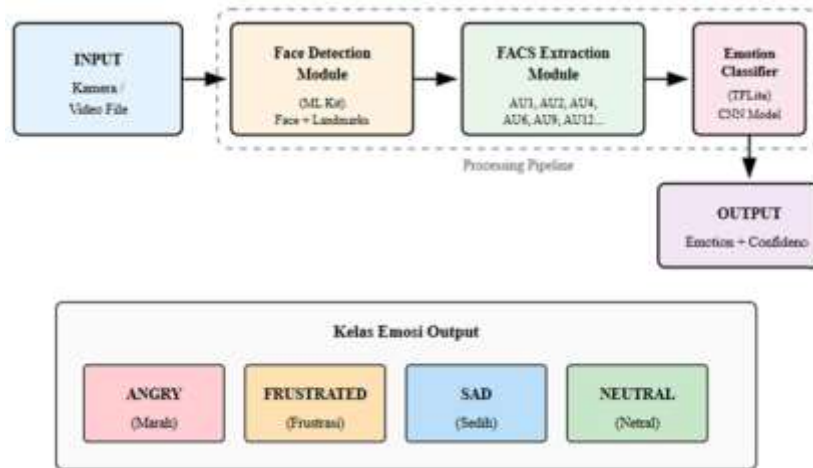 INPUT
Kamera /
Video File
Face Detection
Module
(ML Kit)
Face + Landmarks
FACS Extraction
Module
AU1, AU2, AU4,
AU6, AU9, AU12...
Emotion
Classifier
(TFLite)
CNN Model
Processing Pipeline
OUTPUT
Emotion + Confidenc
Kelas Emosi Output
ANGRY
(Marah)
FRUSTRATED
(Frustrasi)
SAD
(Sedih)
NEUTRAL
(Netral)